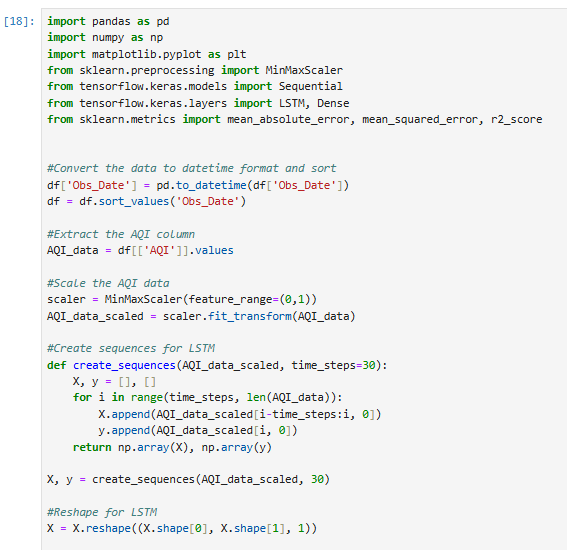 [18]: import pandas as pd
import numpy as np
import matplotlib.pyplot as plt
from sklearn.preprocessing import MinMaxScaler
from tensorflow.keras.models import Sequential
from tensorflow.keras.layers import LSTM, Dense
from sklearn.metrics import mean_absolute_error, mean_squared_error, r2_score


#Convert the data to datetime format and sort
df['Obs_Date'] = pd.to_datetime(df['Obs_Date'])
df = df.sort_values('Obs_Date')

#Extract the AQI column
AQI_data = df[['AQI']].values

#Scale the AQI data
scaler = MinMaxScaler(feature_range=(0,1))
AQI_data_scaled = scaler.fit_transform(AQI_data)

#Create sequences for LSTM
def create_sequences(AQI_data_scaled, time_steps=30):
    X, y = [], []
    for i in range(time_steps, len(AQI_data)):
        X.append(AQI_data_scaled[i-time_steps:i, 0])
        y.append(AQI_data_scaled[i, 0])
    return np.array(X), np.array(y)

X, y = create_sequences(AQI_data_scaled, 30)

#Reshape for LSTM
X = X.reshape((X.shape[0], X.shape[1], 1))